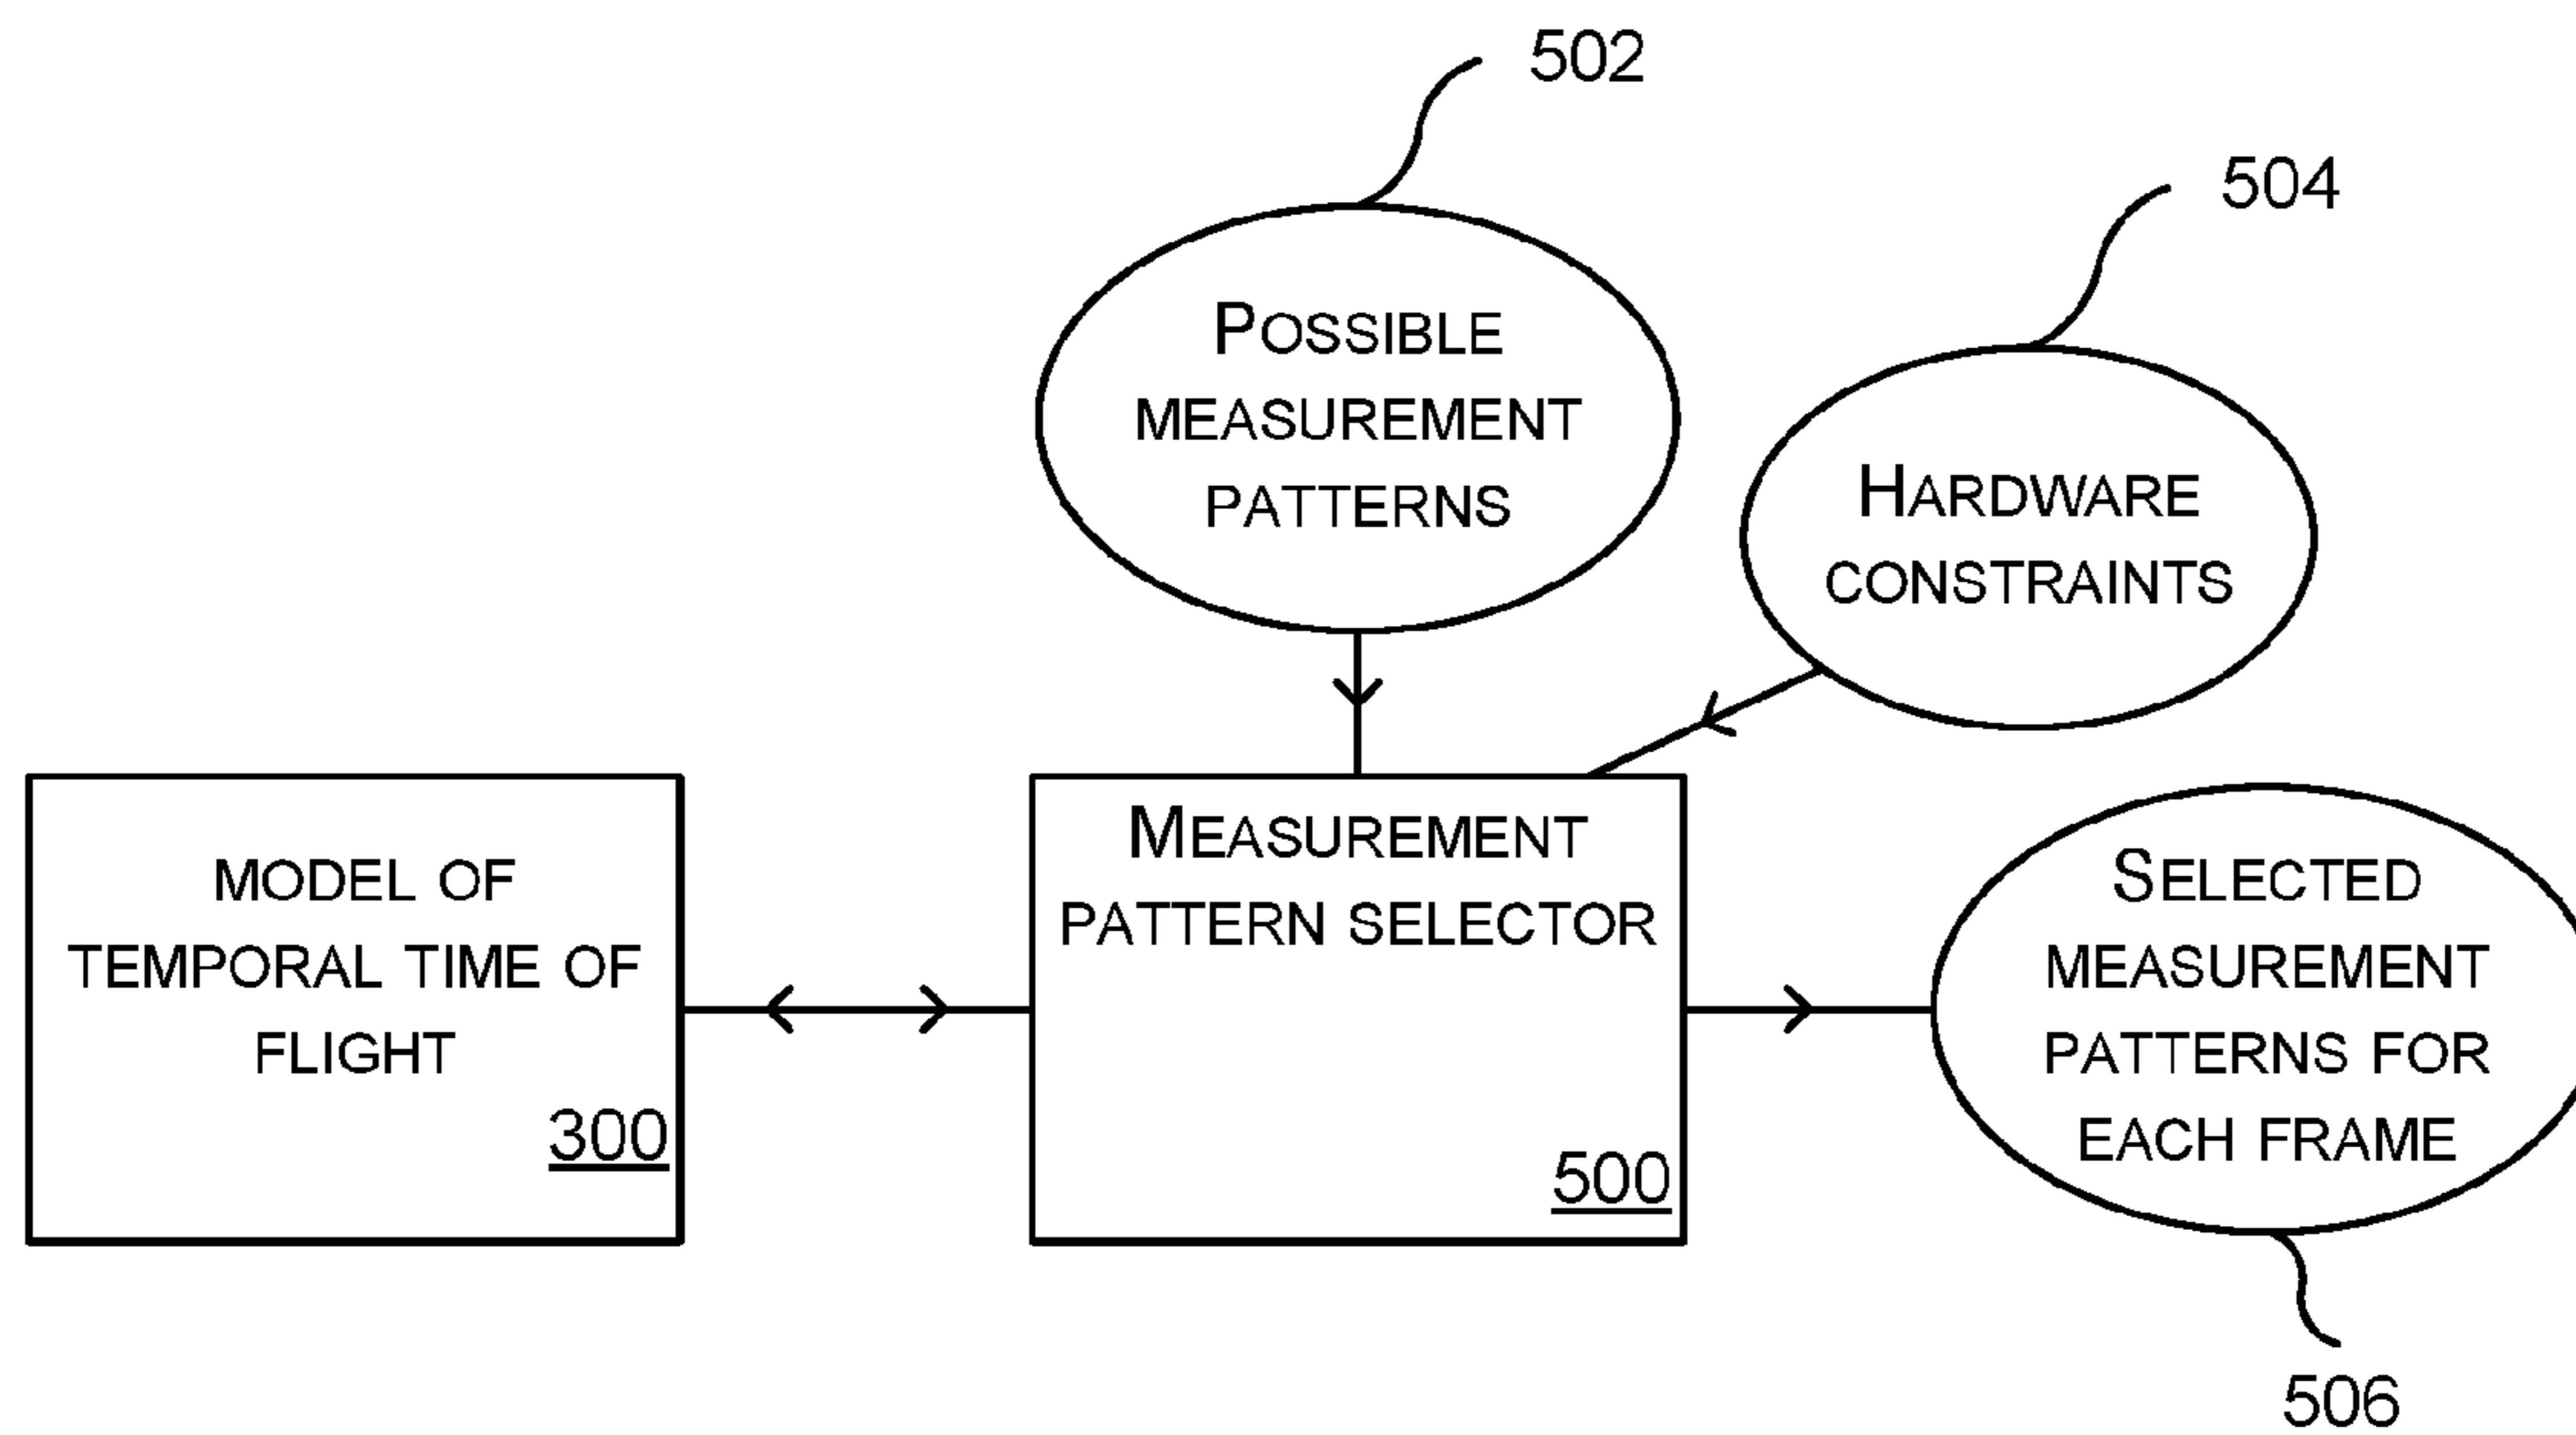 502
504
POSSIBLE
MEASUREMENT
PATTERNS
HARDWARE
CONSTRAINTS
MODEL OF
TEMPORAL TIME OF
FLIGHT
300
MEASUREMENT
PATTERN SELECTOR
500
SELECTED
MEASUREMENT
PATTERNS FOR
EACH FRAME
506